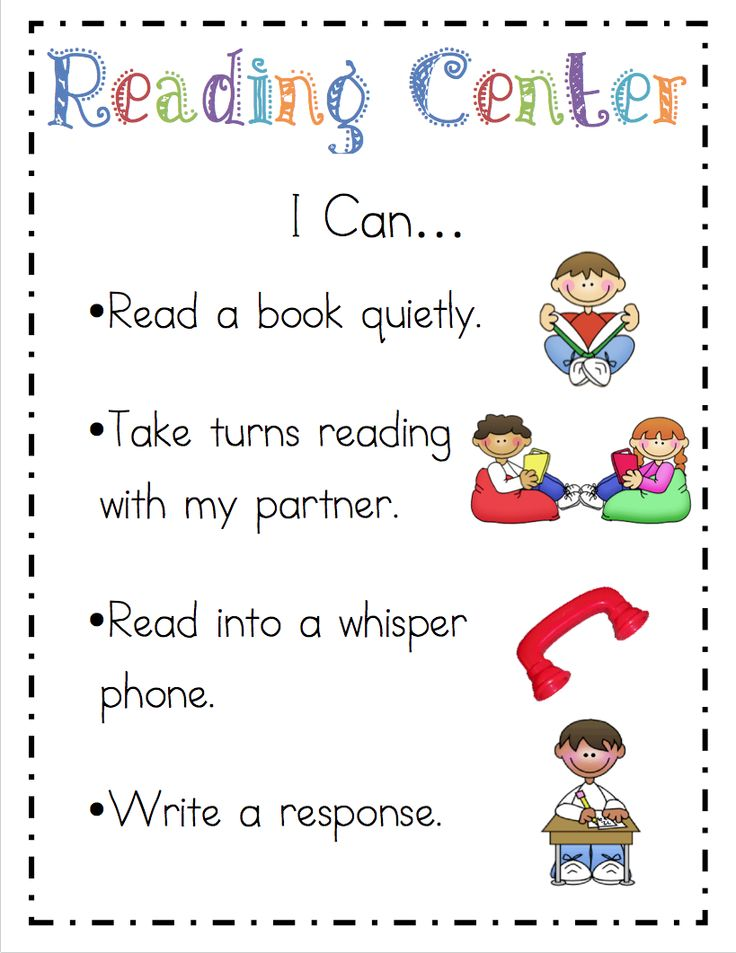 Reading Center
I Can...
•Read a book quietly.
•Take turns reading
with my partner.
•Read into a whisper
phone.
•Write a response.